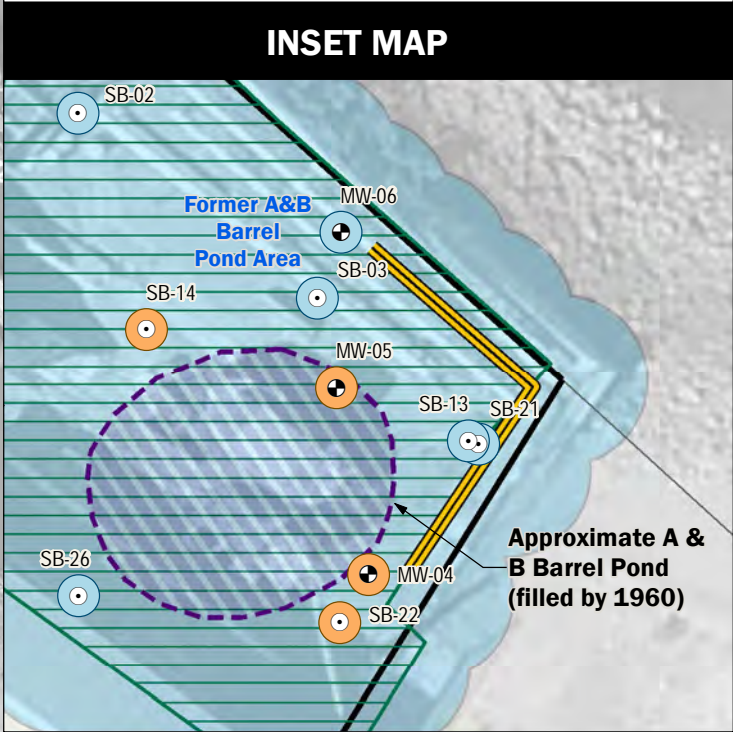 INSET MAP
SB-02
MW-06
Former A&B
Barrel
Pond Area
SB-03
SB-14
MW-05
SB-13
SB-21
Approximate A &
B Barrel Pond
(filled by 1960)
SB-26
MW-04
SB-22